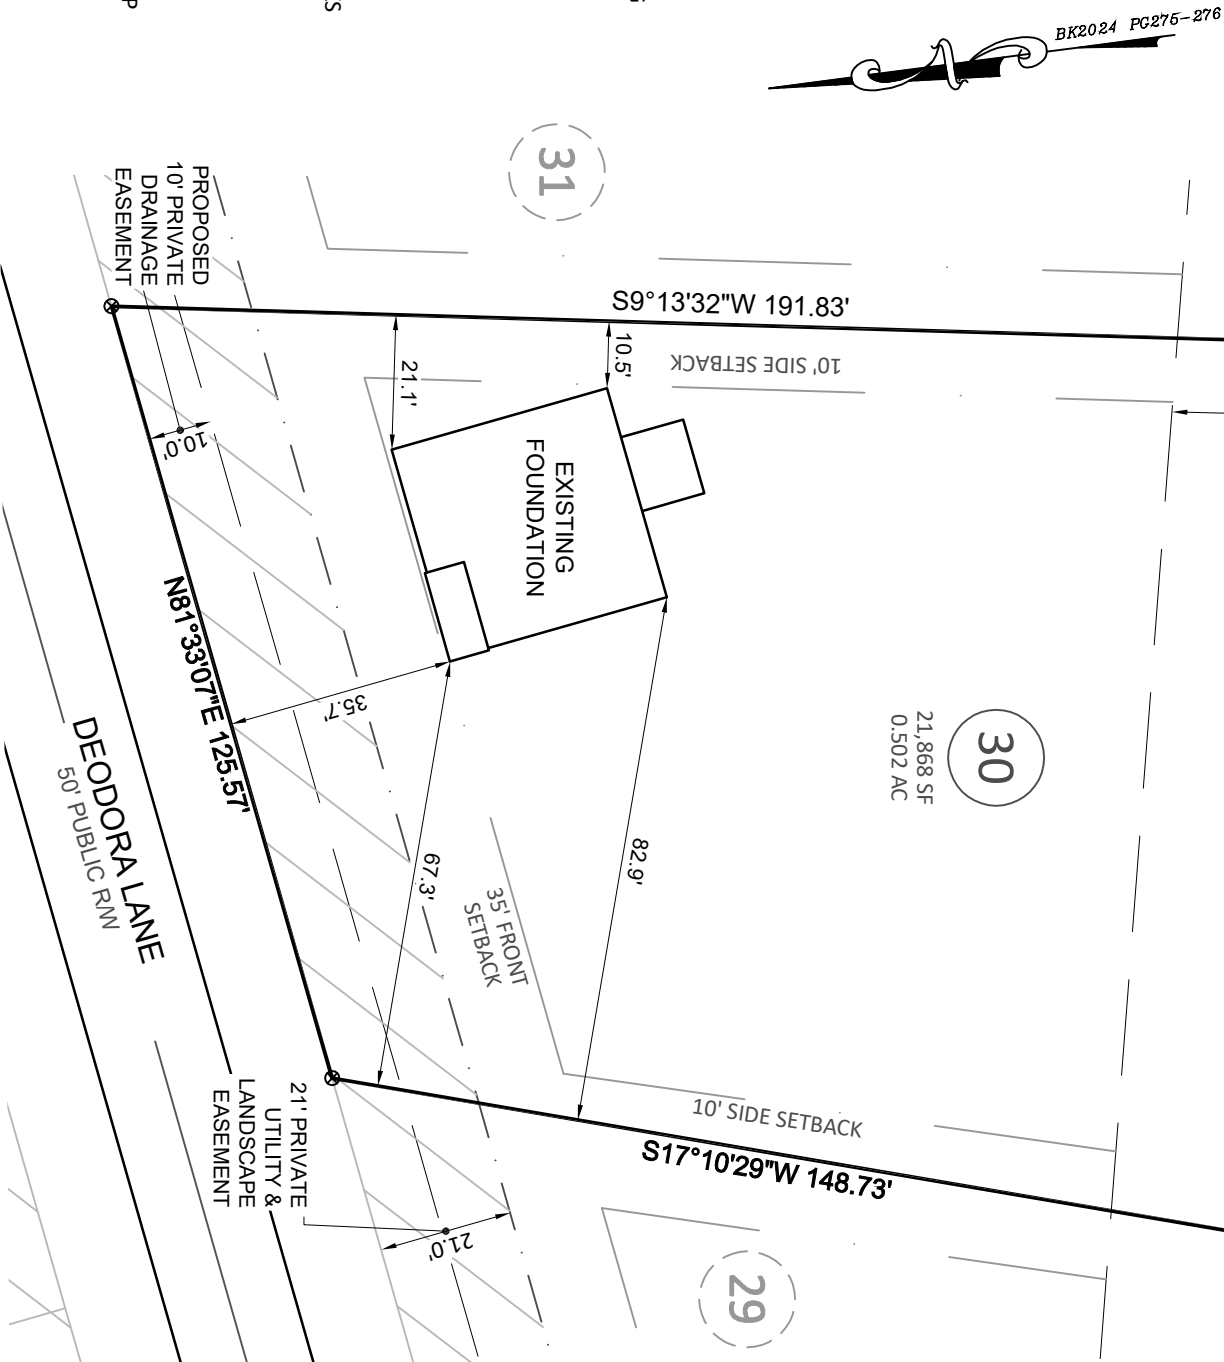 BK2024 PG275-276
N
31
PROPOSED
10' PRIVATE
DRAINAGE
EASEMENT
S9°13'32"W 191.83'
10' SIDE SETBACK
10.5'
21.1'
10.0'
EXISTING
FOUNDATION
N81°33'07"E 125.57'
35.7'
30
21,868 SF
0.502 AC
DEODORA LANE
50' PUBLIC R/W
67.3'
82.9'
35' FRONT
SETBACK
10' SIDE SETBACK
S17°10'29"W 148.73'
21' PRIVATE
UTILITY &
LANDSCAPE
EASEMENT
21.0'
29